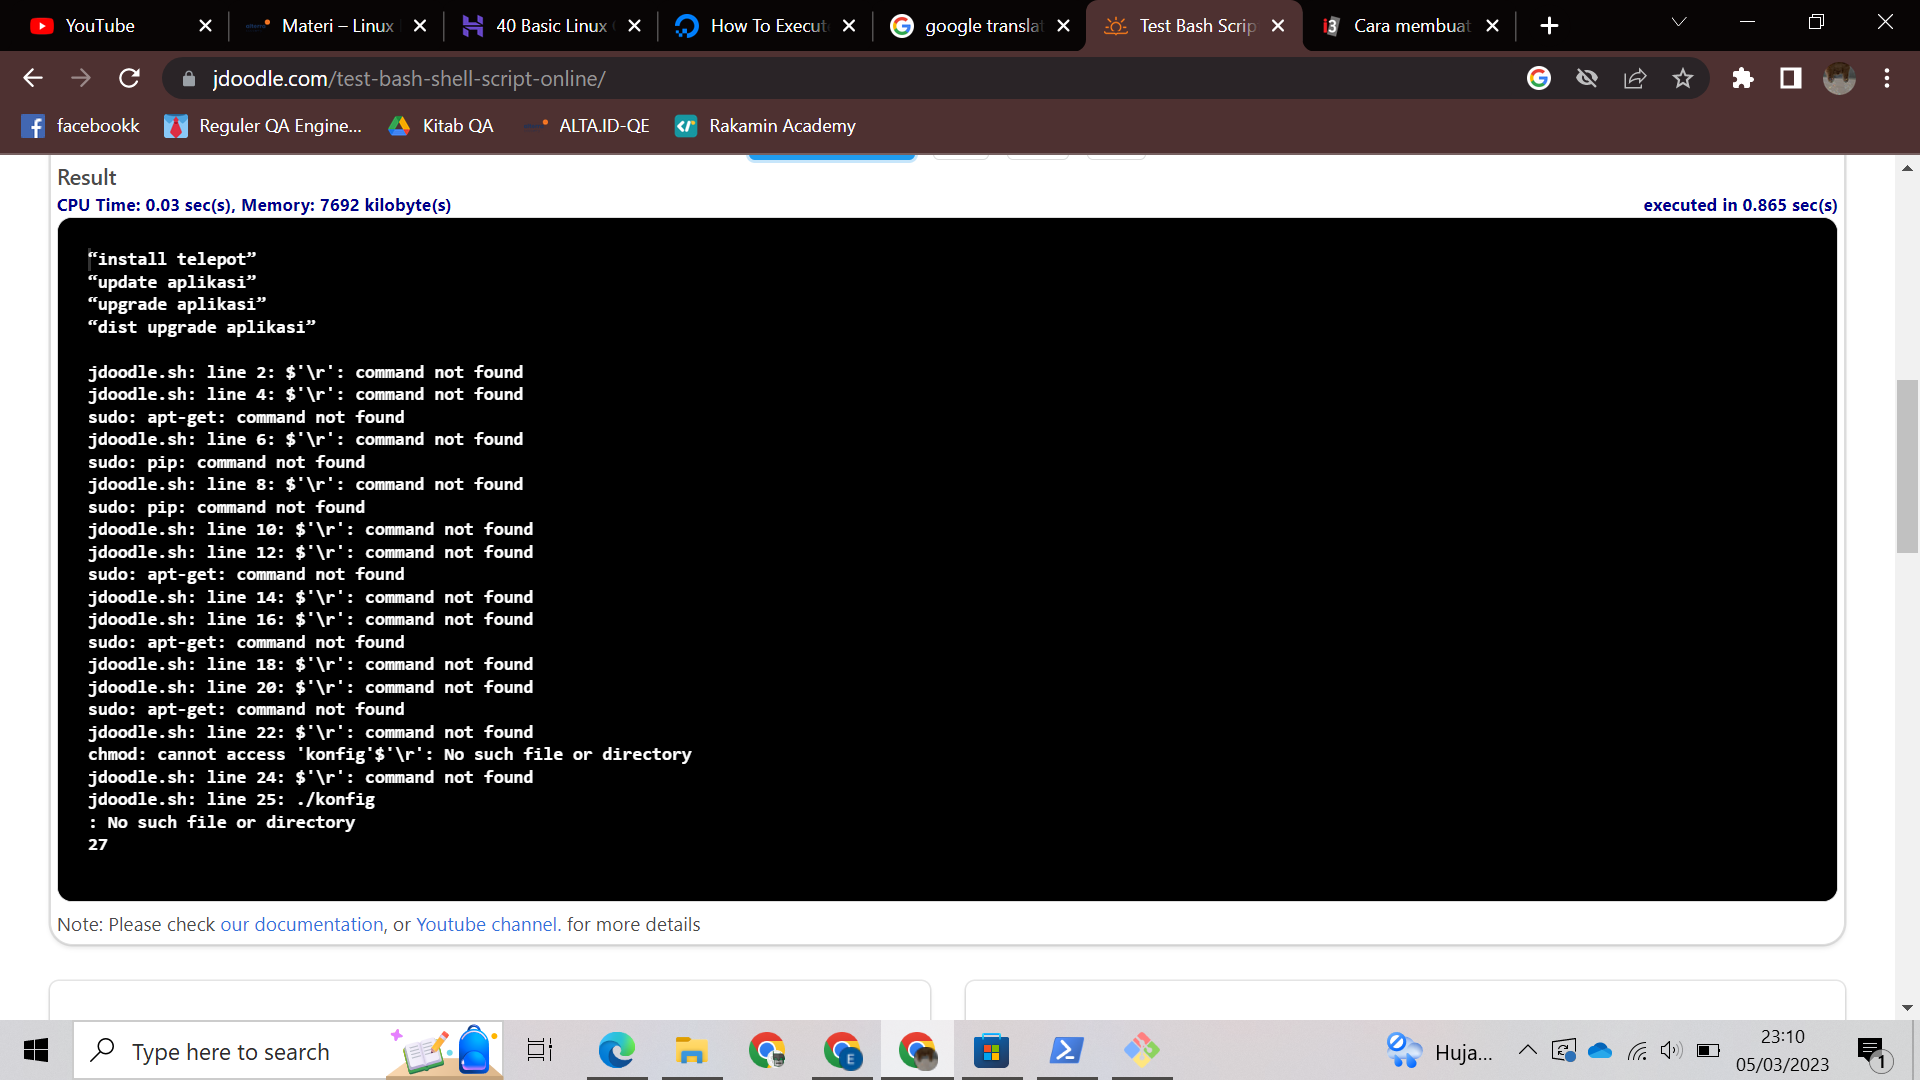 YouTube
Materi – Linux
40 Basic Linux
How To Execut
google translat
Test Bash Scrip
Cara membuat
jdoodle.com/test-bash-shell-script-online/
facebookk
Reguler QA Engine...
Kitab QA
ALTA.ID-QE
Rakamin Academy
Result
CPU Time: 0.03 sec(s), Memory: 7692 kilobyte(s)
executed in 0.865 sec(s)
“install telepot”
“update aplikasi”
“upgrade aplikasi”
“dist upgrade aplikasi”
jdoodle.sh: line 2: $'\r': command not found
jdoodle.sh: line 4: $'\r': command not found
sudo: apt-get: command not found
jdoodle.sh: line 6: $'\r': command not found
sudo: pip: command not found
jdoodle.sh: line 8: $'\r': command not found
sudo: pip: command not found
jdoodle.sh: line 10: $'\r': command not found
jdoodle.sh: line 12: $'\r': command not found
sudo: apt-get: command not found
jdoodle.sh: line 14: $'\r': command not found
jdoodle.sh: line 16: $'\r': command not found
sudo: apt-get: command not found
jdoodle.sh: line 18: $'\r': command not found
jdoodle.sh: line 20: $'\r': command not found
sudo: apt-get: command not found
jdoodle.sh: line 22: $'\r': command not found
chmod: cannot access 'konfig'$'\r': No such file or directory
jdoodle.sh: line 24: $'\r': command not found
jdoodle.sh: line 25: ./konfig
: No such file or directory
27
Note: Please check our documentation, or Youtube channel. for more details
Type here to search
E
Huja...
23:10
05/03/2023
1